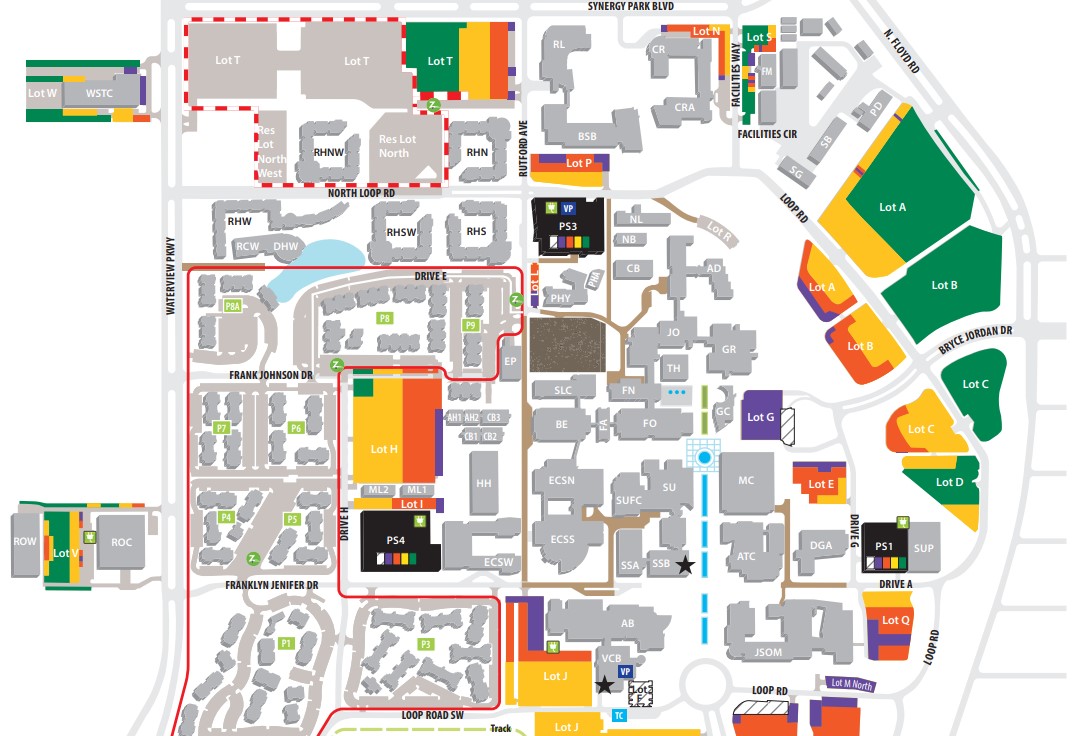 SYNERGY PARK BLVD
N. FLOYD RD
Lot T
Lot T
Lot T
RL
Lot N
CR
Lot S
FACILITIES WAY
FM
Lot W
WSTC
Z
CRA
PD
RUTFORD AVE
FACILITIES CIR
Res
Lot
North
West
RHNW
Res Lot
North
RHN
BSB
SB
SG
Lot P
NORTH LOOP RD
LOOP RD
Lot A
RHW
RHSW
RHS
VP
PS3
NL
Lot R
RCW
DHW
NB
WATERVIEW PKWY
DRIVE E
CB
AD
Lot L
PHY
PHA
Lot A
Lot B
P8A
Z
P8
P9
JO
BRYCE JORDAN DR
GR
Lot B
EP
Z
TH
FRANK JOHNSON DR
Lot C
SLC
FN
GC
Lot G
AH1
AH2
CB3
BE
FA
FO
CB1
CB2
P7
P6
Lot C
Lot H
ECSN
SU
MC
Lot E
Lot D
HH
ML2
ML1
SUFC
Lot I
P4
P5
DRIVE H
PS4
ECSS
DRIVE G
ROW
Lot V
ROC
ATC
DGA
PS1
SUP
Z
ECSW
SSA
SSB
FRANKLYN JENIFER DR
DRIVE A
P1
P3
AB
Lot Q
VCB
JSOM
LOOP RD
VP
Lot J
Lot M North
LOOP RD
TC
LOOP ROAD SW
Track
Lot J